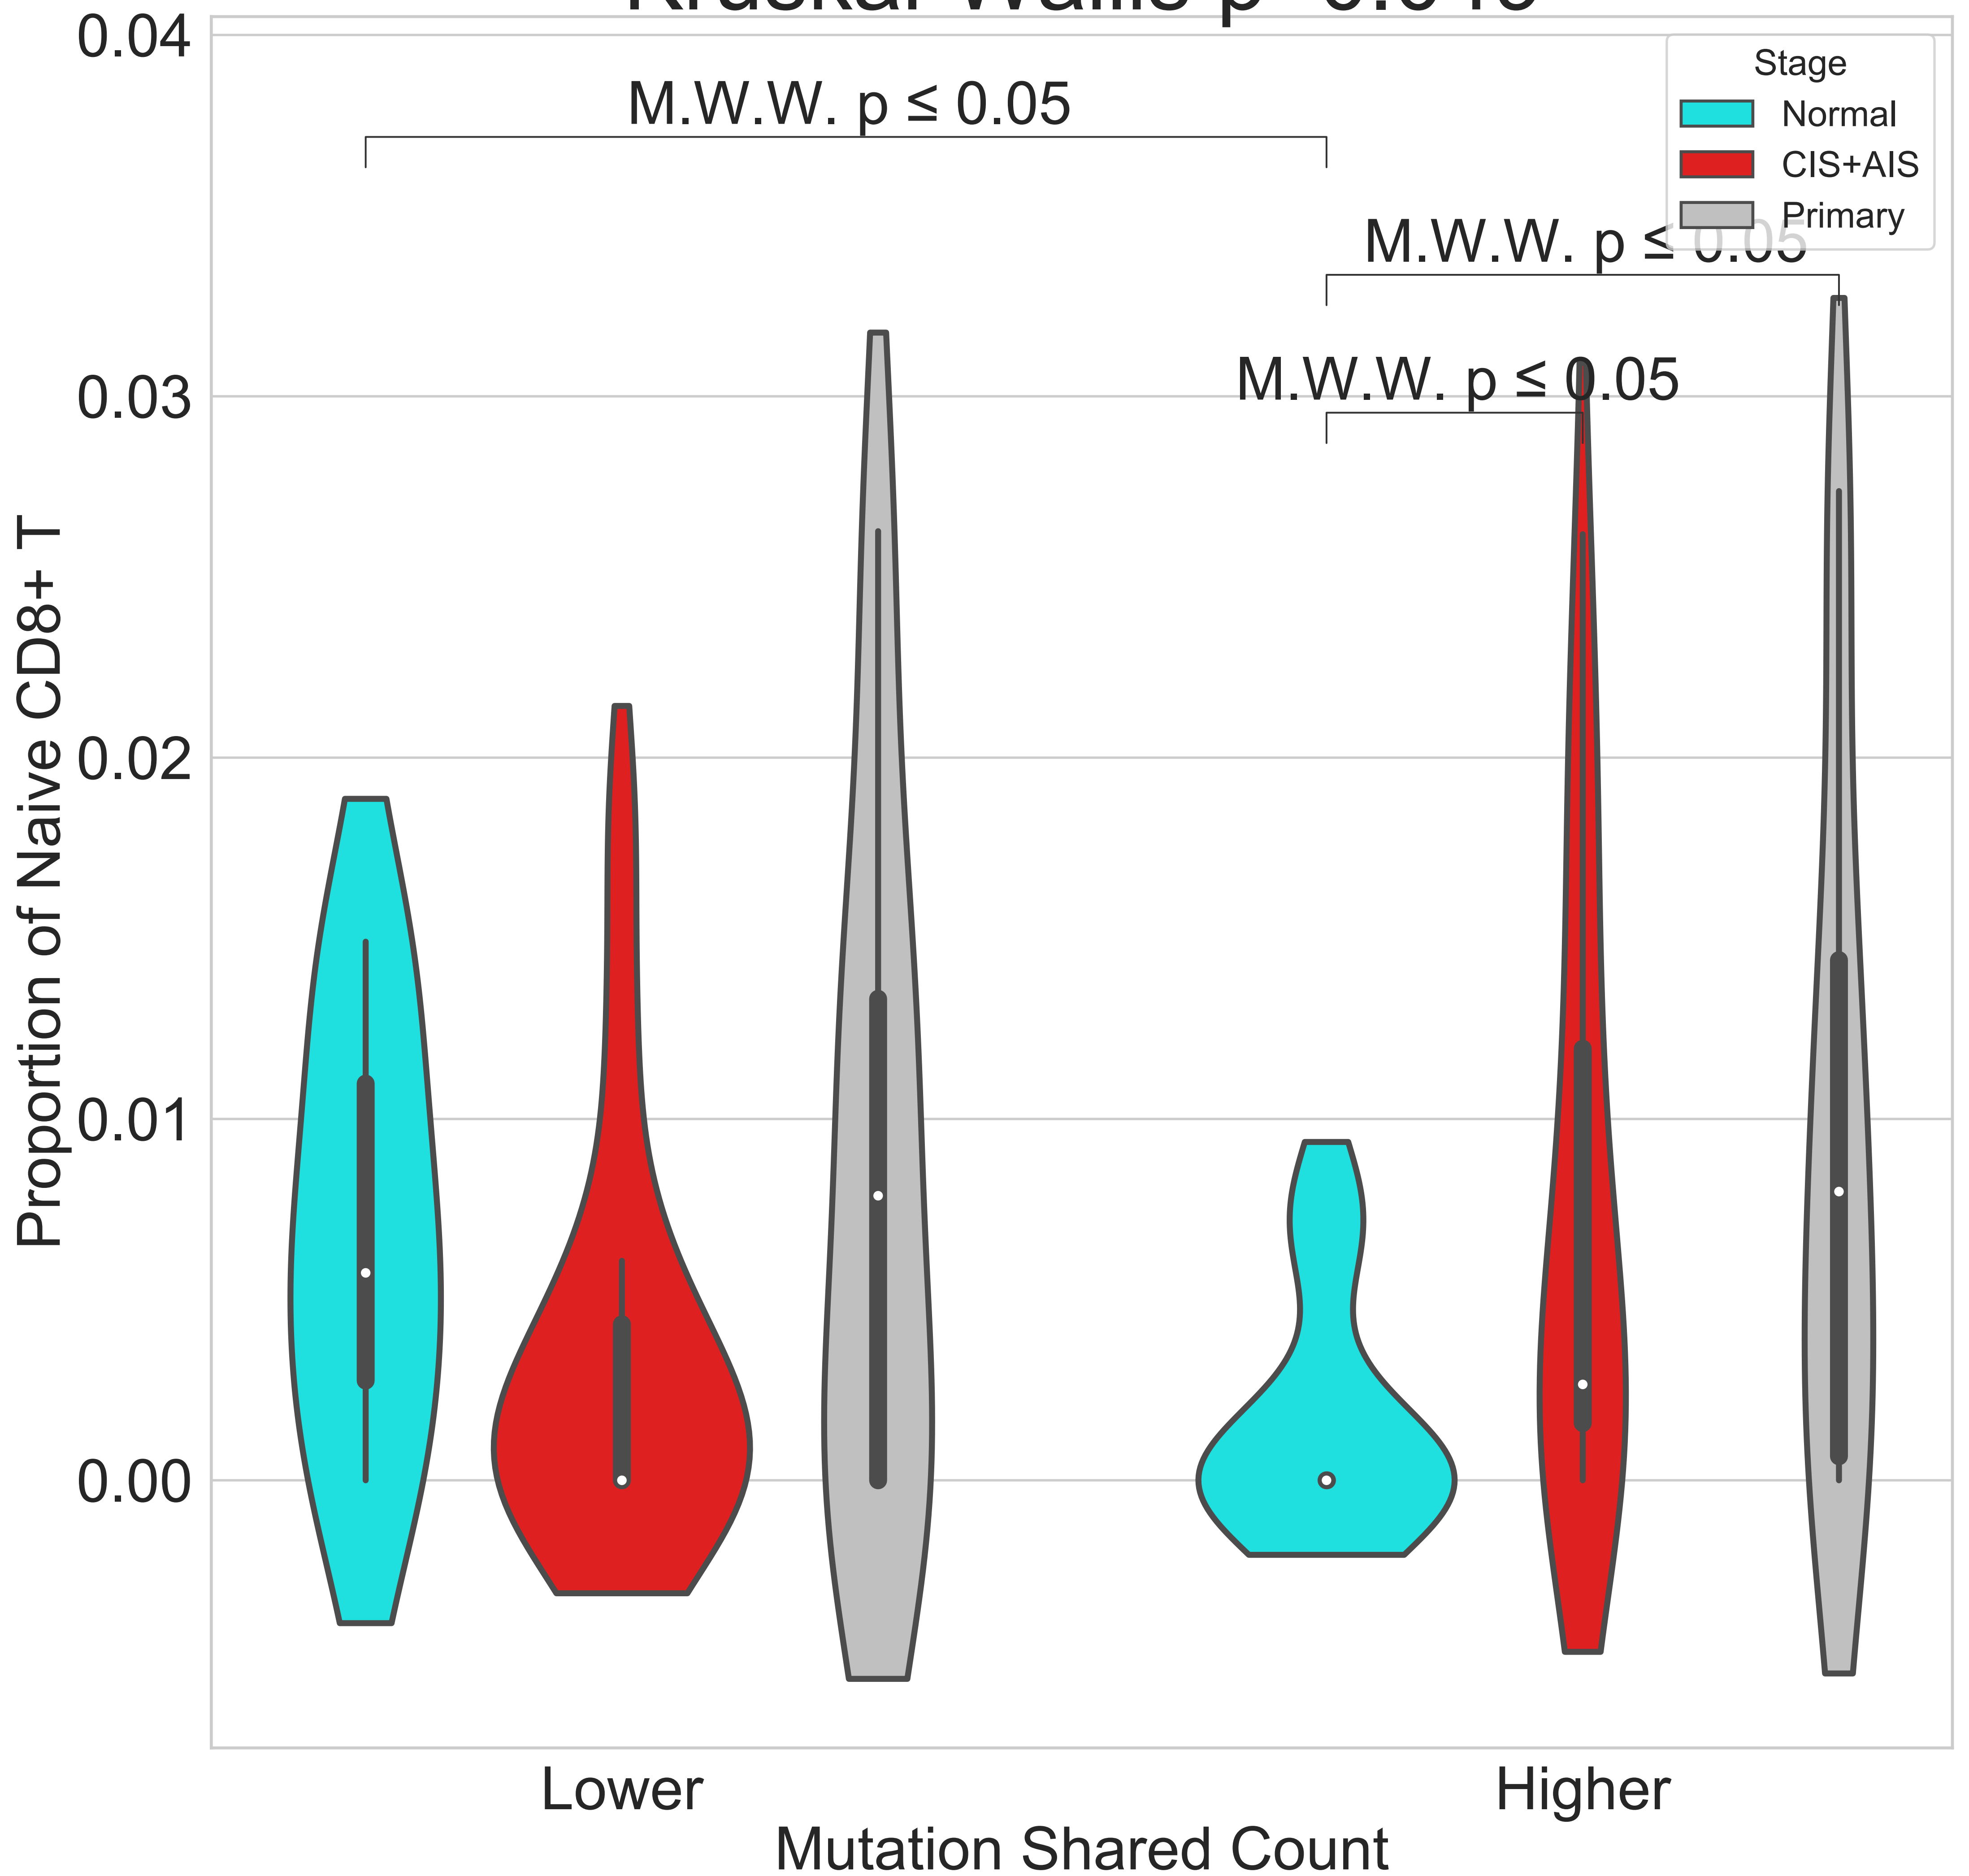 0.04
0.03
0.02
0.01
0.00
Proportion of Naive CD8+ T
M.W.W. p ≤ 0.05
M.W.W. p ≤ 0.05
M.W.W. p ≤ 0.05
Stage
Normal
CIS+AIS
Primary
Lower
Higher
Mutation Shared Count